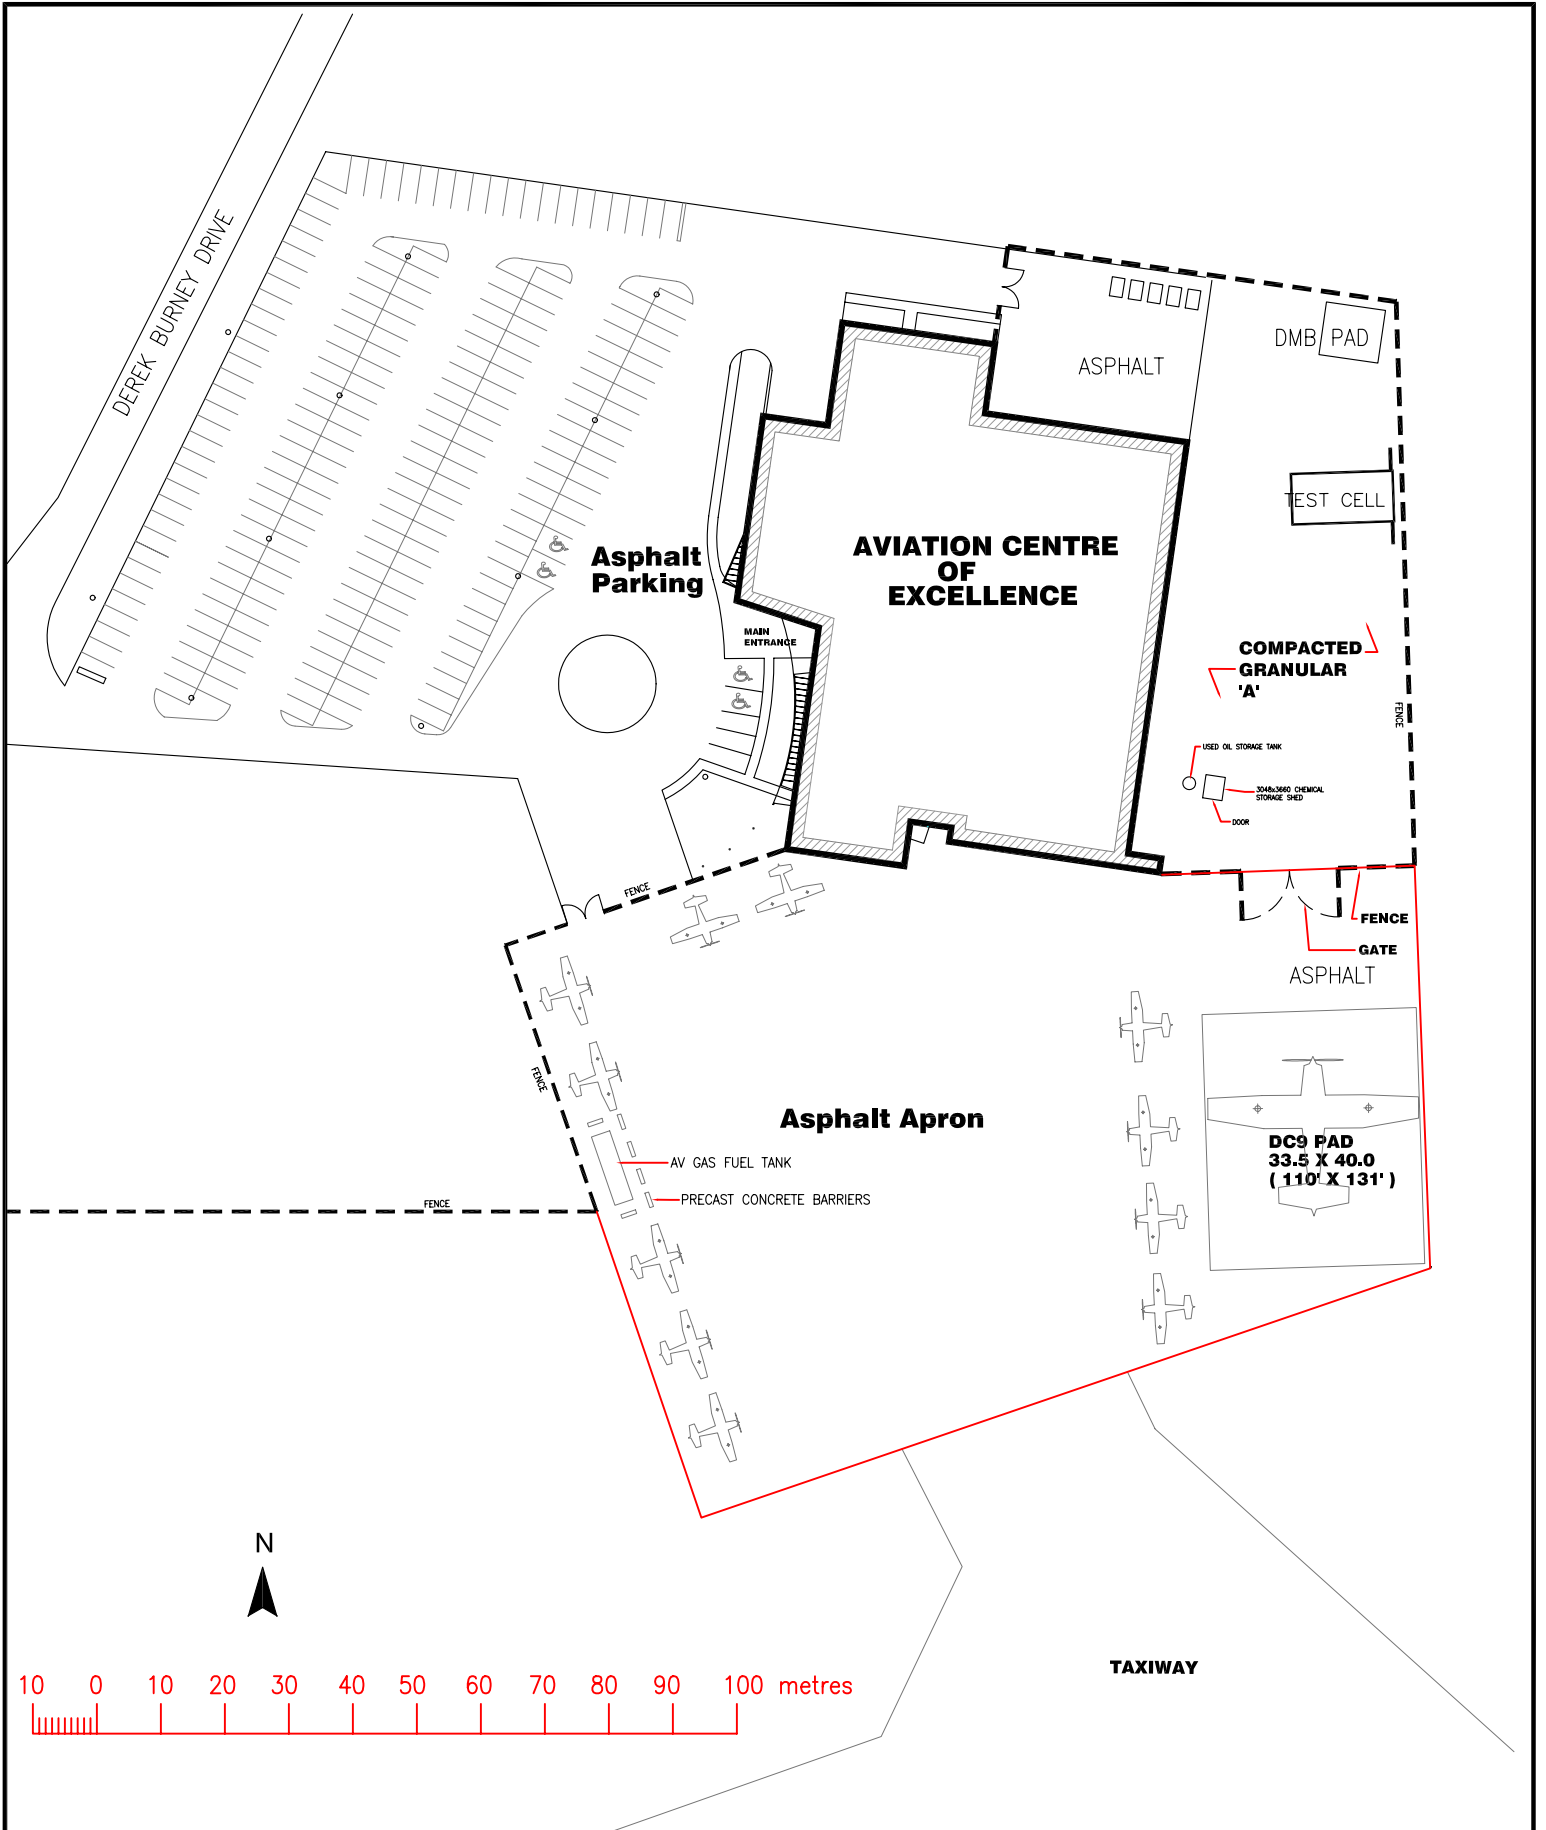 DEREK BURNEY DRIVE
DMB PAD
ASPHALT
TEST CELL
Asphalt
Parking
AVIATION CENTRE
OF
EXCELLENCE
MAIN
ENTRANCE
COMPACTED
GRANULAR
'A'
FENCE
USED OIL STORAGE TANK
3048x3660 CHEMICAL
STORAGE SHED
DOOR
FENCE
FENCE
GATE
ASPHALT
FENCE
Asphalt Apron
DC9 PAD
33.5 X 40.0
( 110' X 131' )
AV GAS FUEL TANK
PRECAST CONCRETE BARRIERS
FENCE
N
TAXIWAY
10 0 10 20 30 40 50 60 70 80 90 100 metres